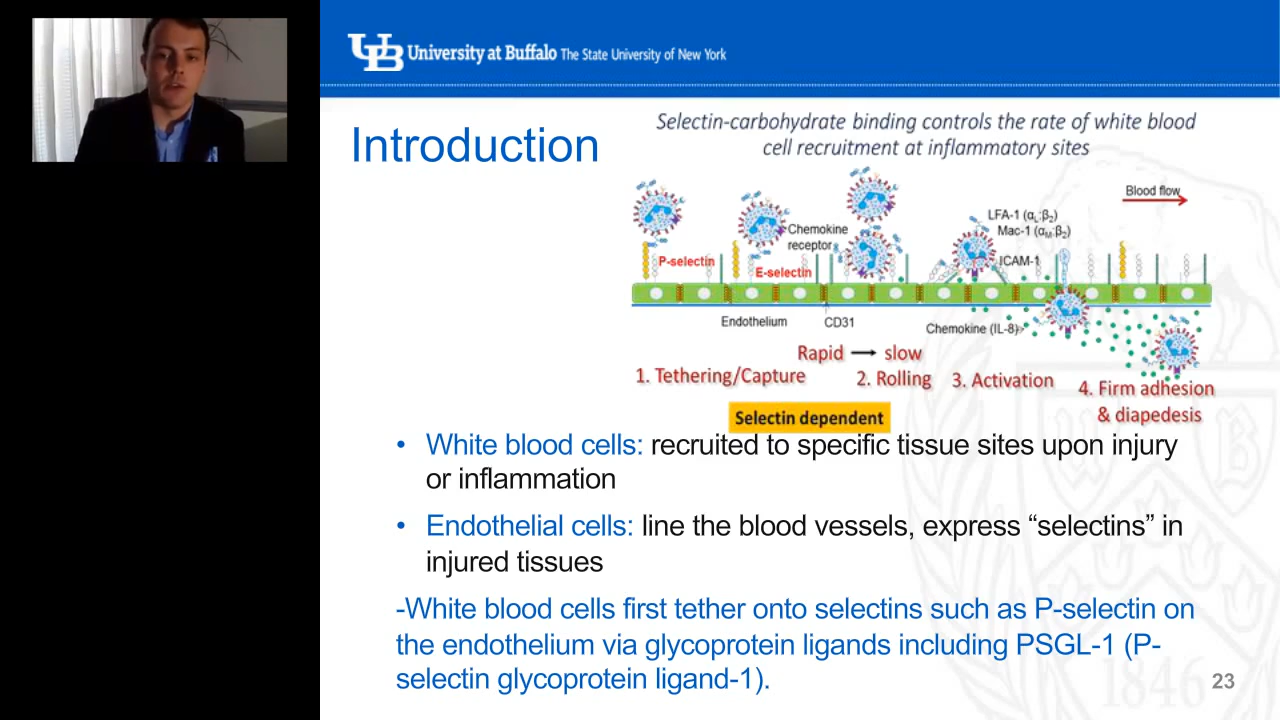 UB University at Buffalo The State University of New York
Introduction
Selectin-carbohydrate binding controls the rate of white blood
cell recruitment at inflammatory sites
Blood flow
LFA-1 (αL:β2)
Mac-1 (αM:β2)
Chemokine
receptor
P-selectin
E-selectin
ICAM-1
Endothelium
CD31
Chemokine (IL-8)
Rapid → slow
1. Tethering/Capture
2. Rolling
3. Activation
4. Firm adhesion
& diapedesis
Selectin dependent
• White blood cells: recruited to specific tissue sites upon injury
or inflammation
• Endothelial cells: line the blood vessels, express “selectins” in
injured tissues
-White blood cells first tether onto selectins such as P-selectin on
the endothelium via glycoprotein ligands including PSGL-1 (P-
selectin glycoprotein ligand-1).
1846
23